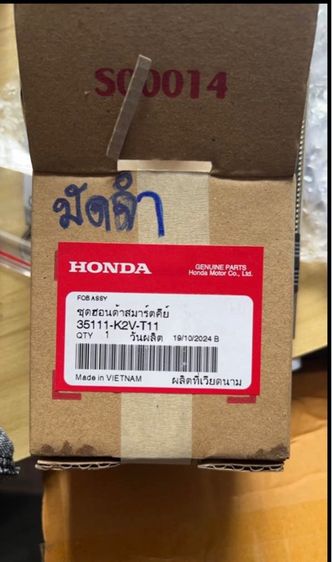 S00014
มัดจำ
HONDA
GENUINE PARTS
Honda Motor Co., Ltd.
FOB ASSY
ชุดฮอนด้าสมาร์ตคีย์
35111-K2V-T11
QTY 1 วันผลิต 19/10/2024 B
Made in VIETNAM ผลิตที่เวียดนาม